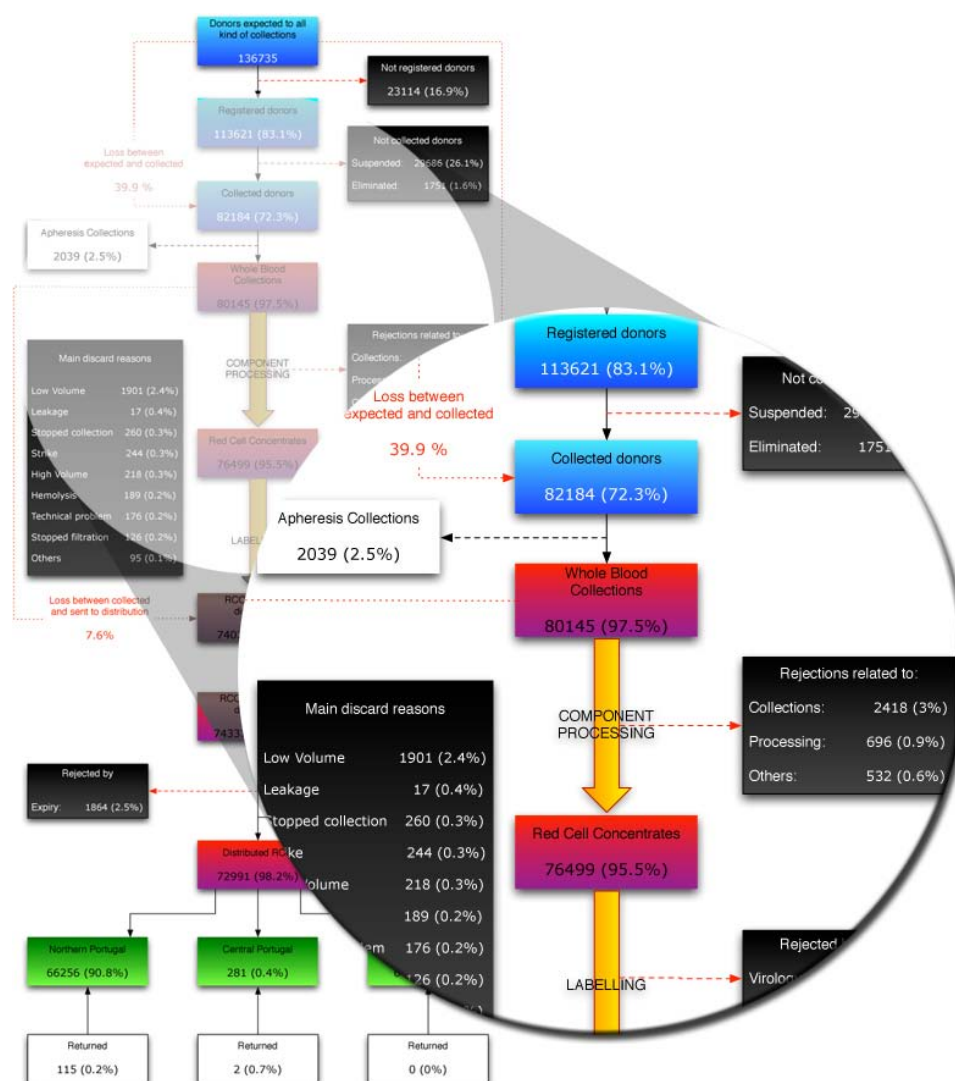 Donors expected to all
kind of collections
136735
Not registered donors
23114 (16.9%)
Registered donors
113621 (83.1%)
Loss between
expected and collected
39.9 %
Not collected donors
Suspended: 29686 (26.1%)
Eliminated: 1751 (1.6%)
Collected donors
82184 (72.3%)
Apheresis Collections
2039 (2.5%)
Whole Blood
Collections
80145 (97.5%)
Main discard reasons
Low Volume 1901 (2.4%)
Leakage 17 (0.4%)
Stopped collection 260 (0.3%)
Strike 244 (0.3%)
High Volume 218 (0.3%)
Hemolysis 189 (0.2%)
Technical problem 176 (0.2%)
Stopped filtration 126 (0.2%)
Others 95 (0.1%)
COMPONENT
PROCESSING
Rejections related to:
Collections:
Red Cell Concentrates
76499 (95.5%)
Loss between collected
and sent to distribution
7.6%
Rejected by
Expiry: 1864 (2.5%)
Distributed
72991 (98.2%)
Northern Portugal
66256 (90.8%)
Central Portugal
281 (0.4%)
Returned
115 (0.2%)
Returned
2 (0.7%)
Returned
0 (0%)
Registered donors
113621 (83.1%)
Loss between
expected and collected
39.9 %
Suspended:
Eliminated: 1751
Collected donors
82184 (72.3%)
Apheresis Collections
2039 (2.5%)
Whole Blood
Collections
80145 (97.5%)
COMPONENT
PROCESSING
Rejections related to:
Collections: 2418 (3%)
Processing: 696 (0.9%)
Others: 532 (0.6%)
Main discard reasons
Low Volume 1901 (2.4%)
Leakage 17 (0.4%)
Stopped collection 260 (0.3%)
244 (0.3%)
Volume 218 (0.3%)
189 (0.2%)
176 (0.2%)
126 (0.2%)
Red Cell Concentrates
76499 (95.5%)
LABELLING
Rejected